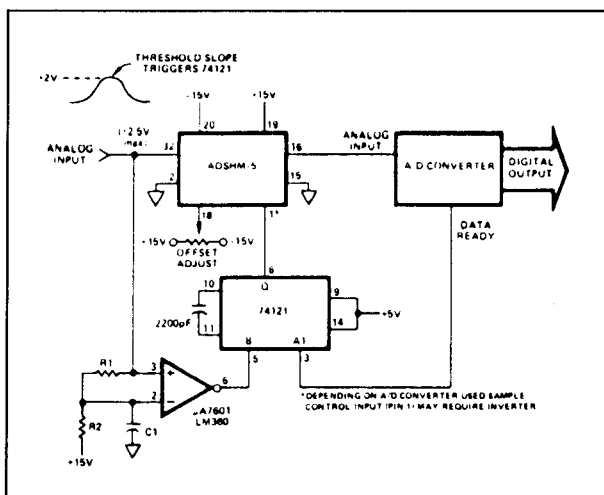 THRESHOLD SLOPE
TRIGGERS 74121
+2V
-15V
+15V
20
19
(±2.5V
max)
ANALOG
INPUT
32
ADSHM-5
16
ANALOG
INPUT
A/D CONVERTER
DIGITAL
OUTPUT
2
15
18
1*
-15V
-15V
OFFSET
ADJUST
DATA
READY
6
Q
10
9
74121
2200pF
11
14
+5V
B
A1
5
3
R1
3
+
6
2
-
µA7601
LM360
R2
C1
+15V
*DEPENDING ON A/D CONVERTER USED SAMPLE
CONTROL INPUT (PIN 1) MAY REQUIRE INVERTER